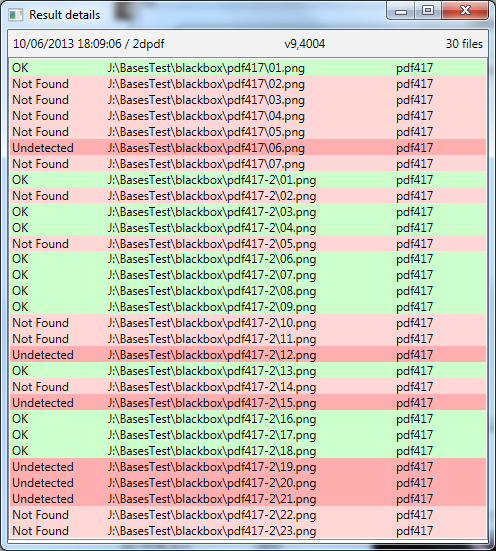 Result details
10/06/2013 18:09:06 / 2dpdf v9,4004 30 files
OK J:\BasesTest\blackbox\pdf417\01.png pdf417
Not Found J:\BasesTest\blackbox\pdf417\02.png pdf417
Not Found J:\BasesTest\blackbox\pdf417\03.png pdf417
Not Found J:\BasesTest\blackbox\pdf417\04.png pdf417
Not Found J:\BasesTest\blackbox\pdf417\05.png pdf417
Undetected J:\BasesTest\blackbox\pdf417\06.png pdf417
Not Found J:\BasesTest\blackbox\pdf417\07.png pdf417
OK J:\BasesTest\blackbox\pdf417-2\01.png pdf417
Not Found J:\BasesTest\blackbox\pdf417-2\02.png pdf417
OK J:\BasesTest\blackbox\pdf417-2\03.png pdf417
OK J:\BasesTest\blackbox\pdf417-2\04.png pdf417
Not Found J:\BasesTest\blackbox\pdf417-2\05.png pdf417
OK J:\BasesTest\blackbox\pdf417-2\06.png pdf417
OK J:\BasesTest\blackbox\pdf417-2\07.png pdf417
OK J:\BasesTest\blackbox\pdf417-2\08.png pdf417
OK J:\BasesTest\blackbox\pdf417-2\09.png pdf417
Not Found J:\BasesTest\blackbox\pdf417-2\10.png pdf417
Not Found J:\BasesTest\blackbox\pdf417-2\11.png pdf417
Undetected J:\BasesTest\blackbox\pdf417-2\12.png pdf417
OK J:\BasesTest\blackbox\pdf417-2\13.png pdf417
Not Found J:\BasesTest\blackbox\pdf417-2\14.png pdf417
Undetected J:\BasesTest\blackbox\pdf417-2\15.png pdf417
OK J:\BasesTest\blackbox\pdf417-2\16.png pdf417
OK J:\BasesTest\blackbox\pdf417-2\17.png pdf417
OK J:\BasesTest\blackbox\pdf417-2\18.png pdf417
Undetected J:\BasesTest\blackbox\pdf417-2\19.png pdf417
Undetected J:\BasesTest\blackbox\pdf417-2\20.png pdf417
Undetected J:\BasesTest\blackbox\pdf417-2\21.png pdf417
Not Found J:\BasesTest\blackbox\pdf417-2\22.png pdf417
Not Found J:\BasesTest\blackbox\pdf417-2\23.png pdf417